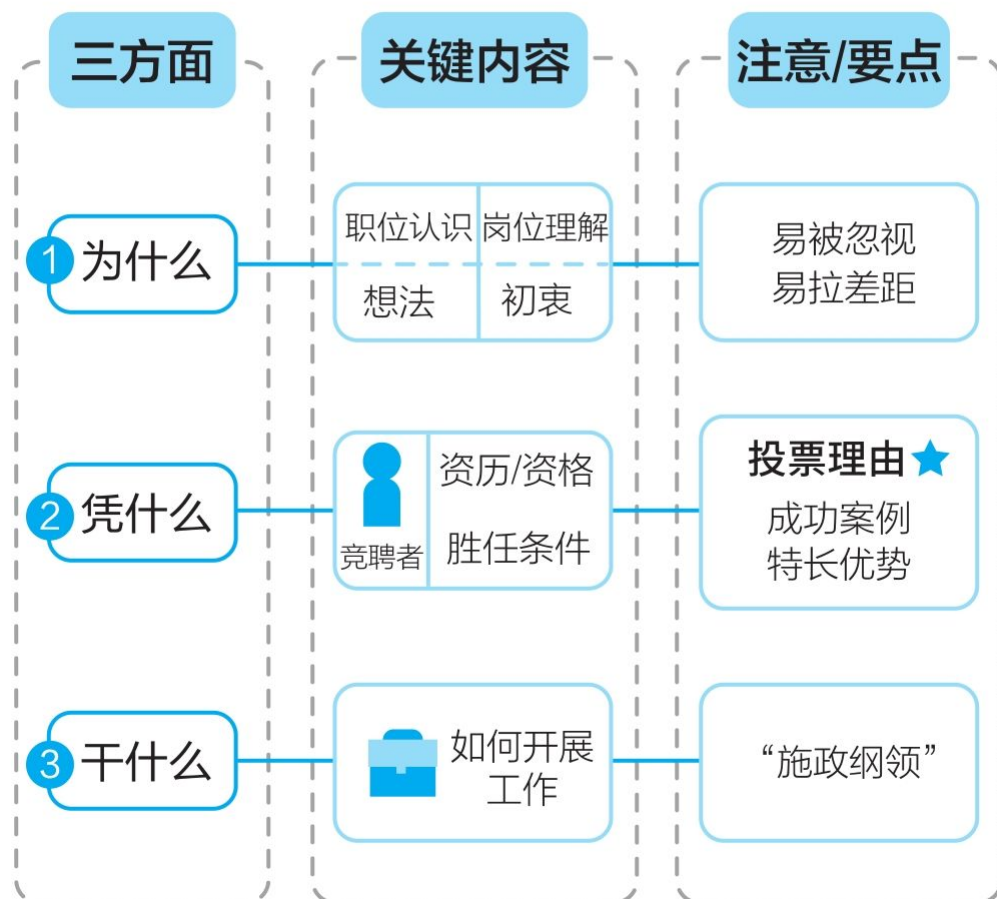 三方面
关键内容
注意/要点
1 为什么
职位认识 岗位理解
想法 初衷
易被忽视
易拉差距
2 凭什么
竞聘者
资历/资格
胜任条件
投票理由
成功案例
特长优势
3 干什么
如何开展
工作
“施政纲领”